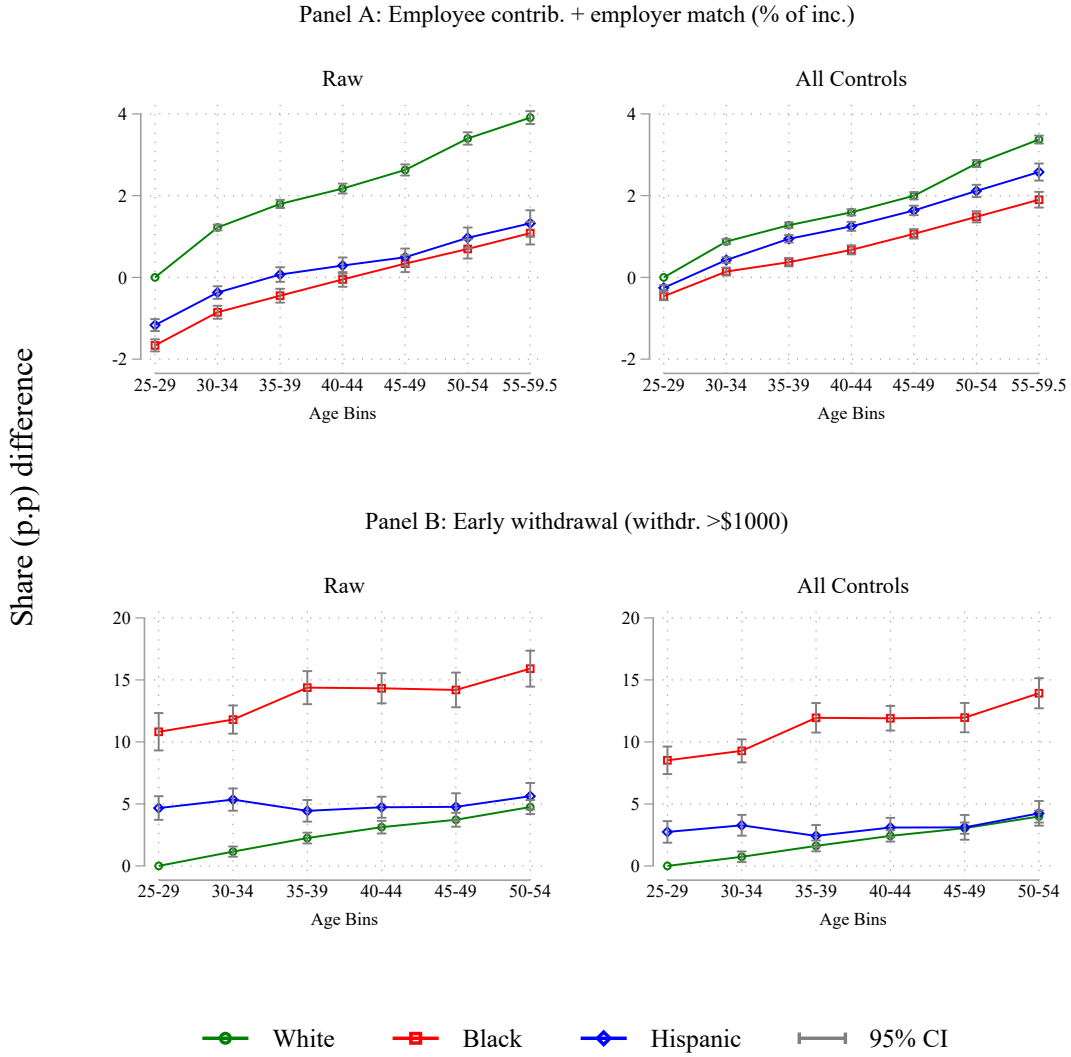 Panel A: Employee contrib. + employer match (% of inc.)
Raw
4
2
0
-2
25-29 30-34 35-39 40-44 45-49 50-54 55-59.5
Age Bins
All Controls
4
2
0
-2
25-29 30-34 35-39 40-44 45-49 50-54 55-59.5
Age Bins
Share (p.p) difference
Panel B: Early withdrawal (withdr. >$1000)
Raw
20
15
10
5
0
25-29 30-34 35-39 40-44 45-49 50-54
Age Bins
All Controls
20
15
10
5
0
25-29 30-34 35-39 40-44 45-49 50-54
Age Bins
White Black Hispanic 95% CI